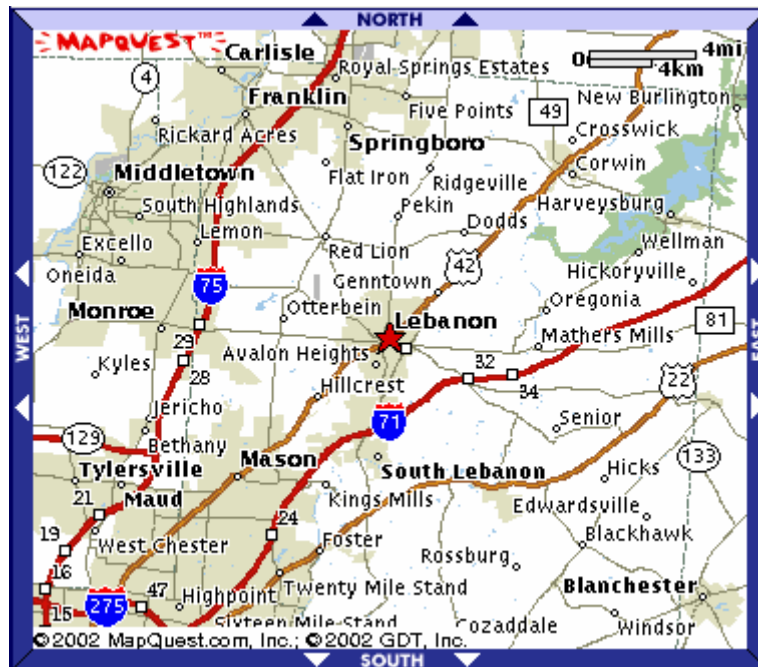 NORTH
MAPQUEST™
Carlisle
0
4mi
4km
Royal Springs Estates
4
Franklin
Five Points
New Burlington
49
Rickard Acres
Crosswick
Springboro
122
Flat Iron
Corwin
Middletown
Ridgeville
South Highlands
Pekin
Harveysburg
Lemon
Dodds
Excello
Red Lion
Wellman
Oneida
42
Genntown
Hickoryville
75
Otterbein
Oregonia
Monroe
Lebanon
81
WEST
EAST
29
Mathers Mills
Avalon Heights
Kyles
28
32
Hillcrest
34
22
Jericho
71
Senior
129
Bethany
Mason
133
Tylersville
South Lebanon
Hicks
21
Maud
Kings Mills
Edwardsville
24
19
West Chester
Foster
Blackhawk
Rossburg
16
Twenty Mile Stand
47
Blanchester
275
Highpoint
15
Sixteen Mile Stand
Cozaddale
Windsor
©2002 MapQuest.com, Inc.; ©2002 GDT, Inc.
SOUTH